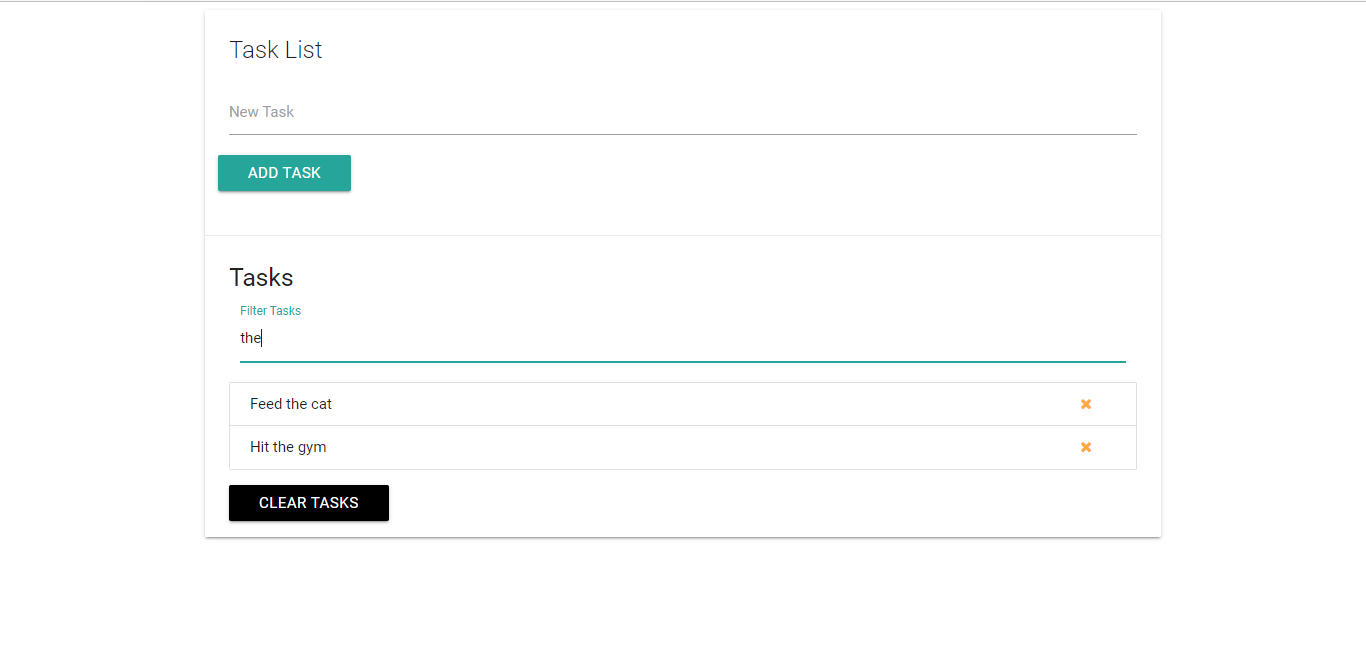 Task List
New Task
ADD TASK
Tasks
Filter Tasks
the
Feed the cat
Hit the gym
CLEAR TASKS